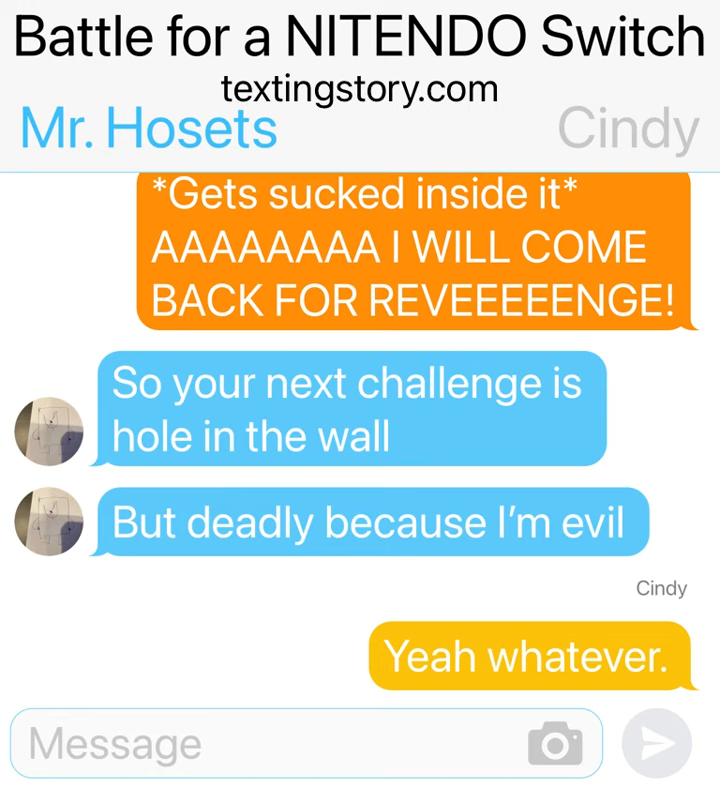 Battle for a NITENDO Switch
textingstory.com
Mr. Hosets
Cindy
*Gets sucked inside it*
AAAAAAAA I WILL COME
BACK FOR REVEEEEENGE!
So your next challenge is
hole in the wall
But deadly because I'm evil
Cindy
Yeah whatever.
Message